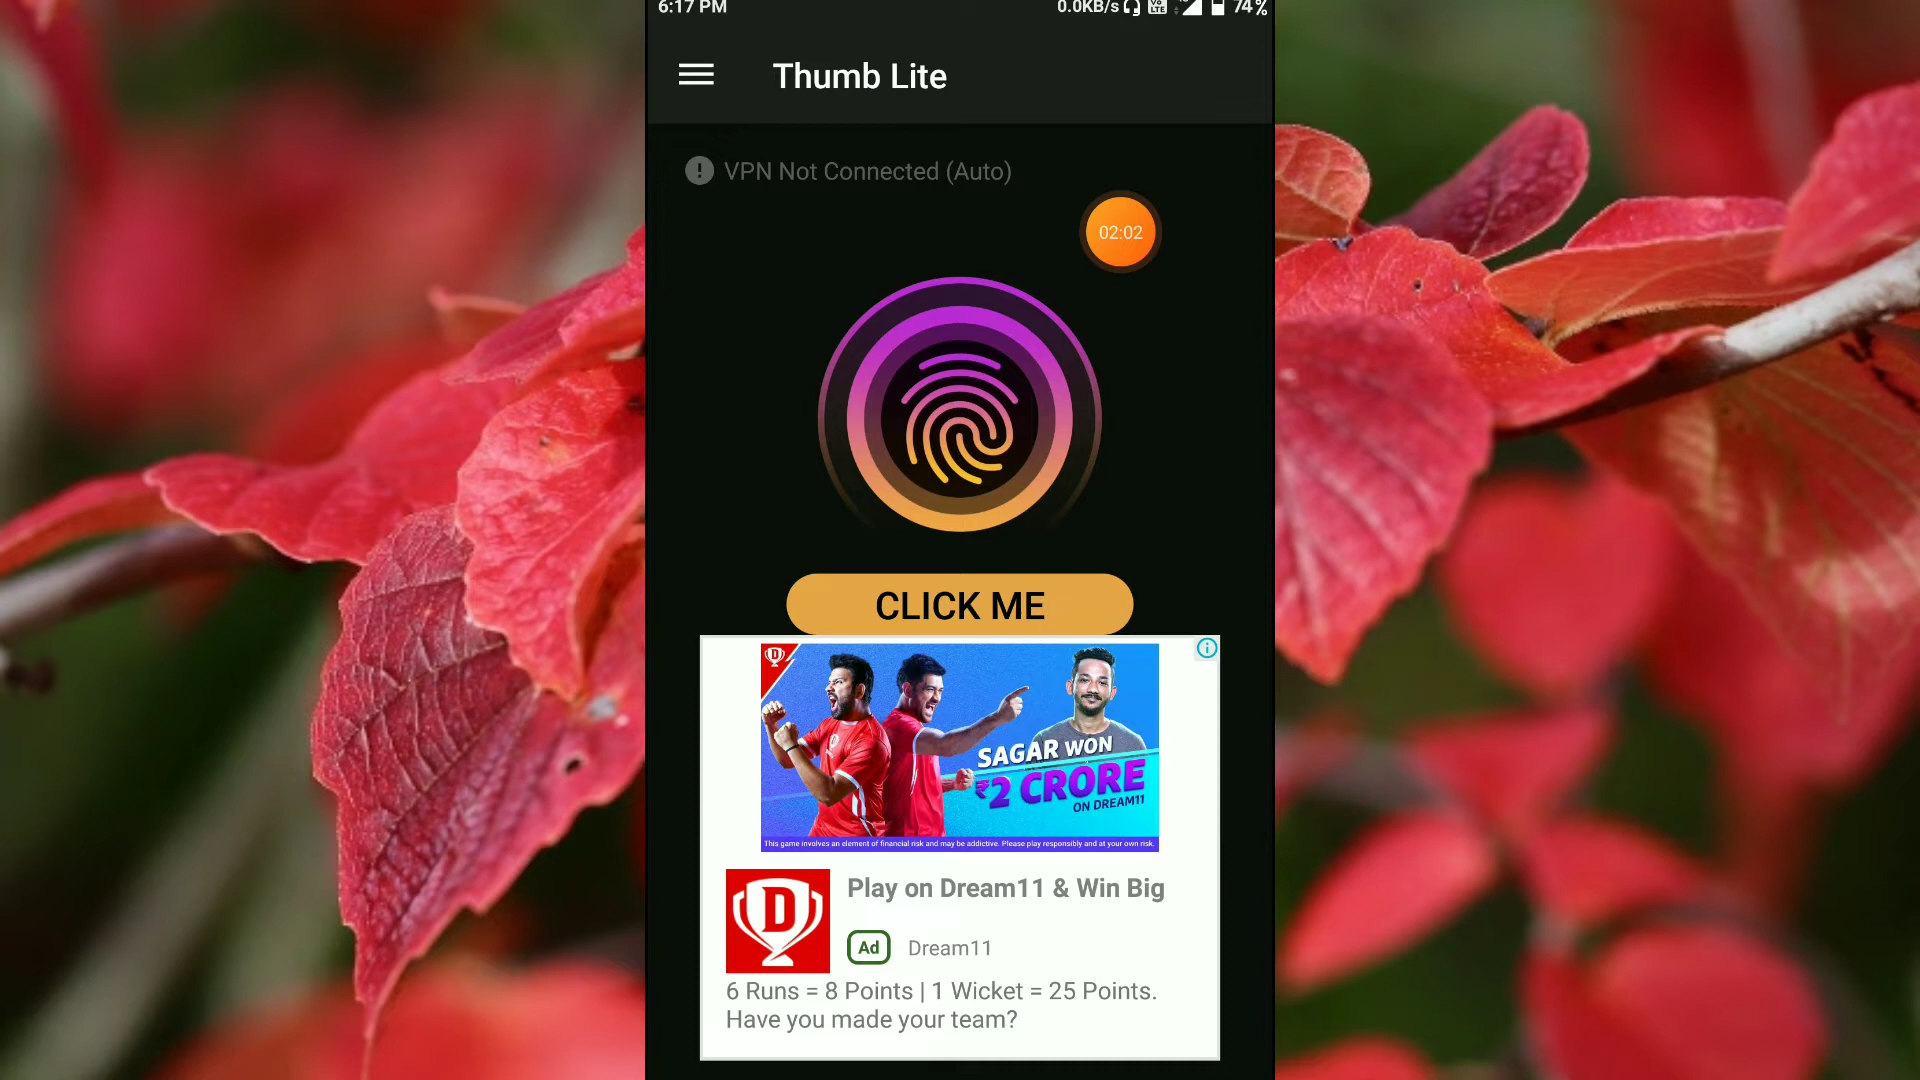 6:17 PM
0.0KB/s
Vo
LTE
74%
Thumb Lite
VPN Not Connected (Auto)
02:02
CLICK ME
SAGAR WON
₹2 CRORE
ON DREAM11
This game involves an element of financial risk and may be addictive. Please play responsibly and at your own risk.
D
Play on Dream11 & Win Big
Ad
Dream11
6 Runs = 8 Points | 1 Wicket = 25 Points.
Have you made your team?